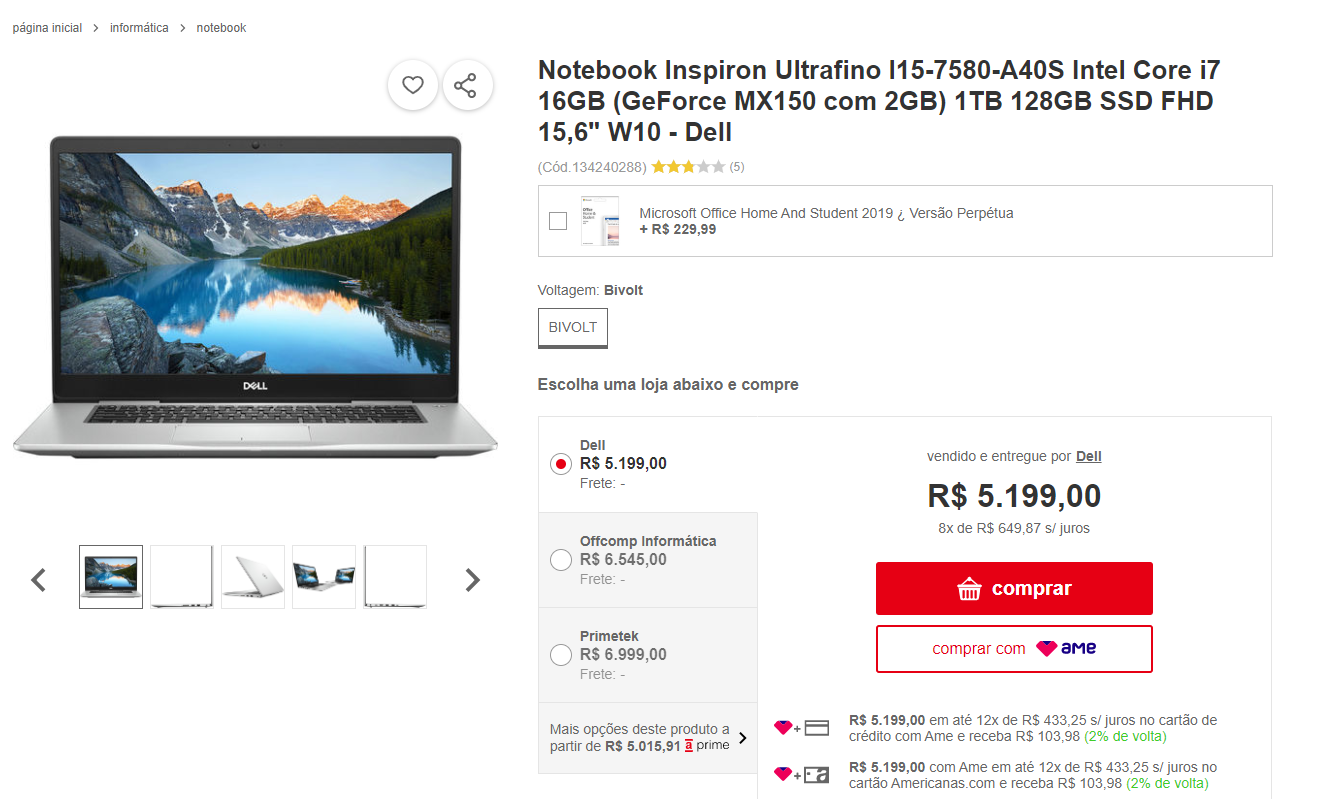 página inicial > informática > notebook
Notebook Inspiron Ultrafino I15-7580-A40S Intel Core i7
16GB (GeForce MX150 com 2GB) 1TB 128GB SSD FHD
15,6" W10 - Dell
(Cód.134240288) (5)
Microsoft Office Home And Student 2019 ¿ Versão Perpétua
+ R$ 229,99
Voltagem: Bivolt
BIVOLT
DELL
Escolha uma loja abaixo e compre
Dell
R$ 5.199,00
Frete: -
Offcomp Informática
R$ 6.545,00
Frete: -
Primetek
R$ 6.999,00
Frete: -
Mais opções deste produto a
partir de R$ 5.015,91 a prime
vendido e entregue por Dell
R$ 5.199,00
8x de R$ 649,87 s/ juros
comprar
comprar com ame
R$ 5.199,00 em até 12x de R$ 433,25 s/ juros no cartão de
crédito com Ame e receba R$ 103,98 (2% de volta)
R$ 5.199,00 com Ame em até 12x de R$ 433,25 s/ juros no
cartão Americanas.com e receba R$ 103,98 (2% de volta)